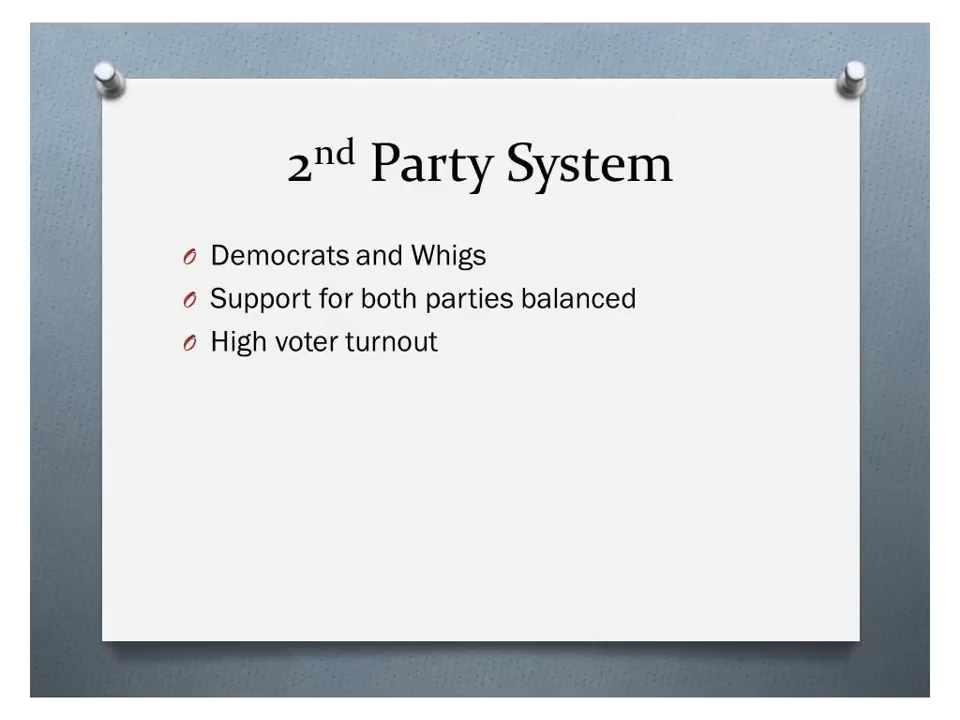 2nd Party System
Democrats and Whigs
Support for both parties balanced
High voter turnout